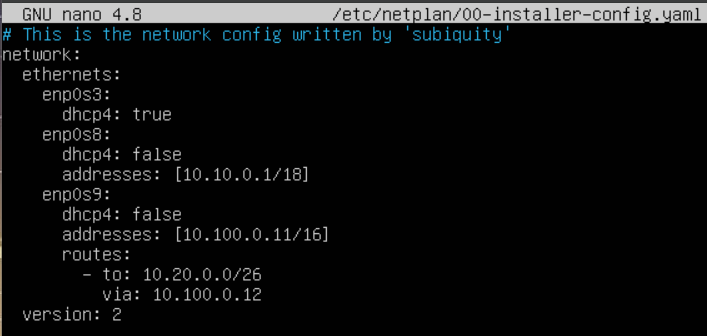 GNU nano 4.8 /etc/netplan/00-installer-config.yaml
# This is the network config written by 'subiquity'
network:
  ethernets:
    enp0s3:
      dhcp4: true
    enp0s8:
      dhcp4: false
      addresses: [10.10.0.1/18]
    enp0s9:
      dhcp4: false
      addresses: [10.100.0.11/16]
      routes:
        - to: 10.20.0.0/26
          via: 10.100.0.12
  version: 2